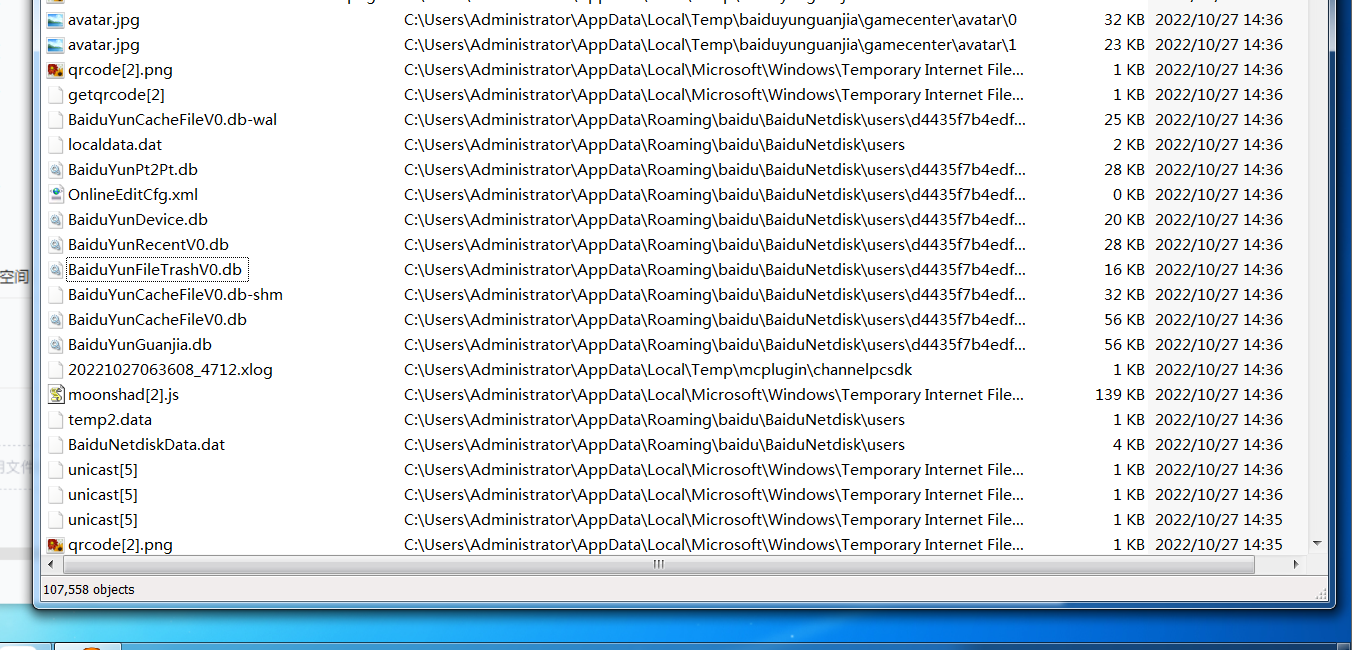 avatar.jpg C:\Users\Administrator\AppData\Local\Temp\baiduyunguanjia\gamecenter\avatar\0 32 KB 2022/10/27 14:36
avatar.jpg C:\Users\Administrator\AppData\Local\Temp\baiduyunguanjia\gamecenter\avatar\1 23 KB 2022/10/27 14:36
qrcode[2].png C:\Users\Administrator\AppData\Local\Microsoft\Windows\Temporary Internet File... 1 KB 2022/10/27 14:36
getqrcode[2] C:\Users\Administrator\AppData\Local\Microsoft\Windows\Temporary Internet File... 1 KB 2022/10/27 14:36
BaiduYunCacheFileV0.db-wal C:\Users\Administrator\AppData\Roaming\baidu\BaiduNetdisk\users\d4435f7b4edf... 25 KB 2022/10/27 14:36
localdata.dat C:\Users\Administrator\AppData\Roaming\baidu\BaiduNetdisk\users 2 KB 2022/10/27 14:36
BaiduYunPt2Pt.db C:\Users\Administrator\AppData\Roaming\baidu\BaiduNetdisk\users\d4435f7b4edf... 28 KB 2022/10/27 14:36
OnlineEditCfg.xml C:\Users\Administrator\AppData\Roaming\baidu\BaiduNetdisk\users\d4435f7b4edf... 0 KB 2022/10/27 14:36
BaiduYunDevice.db C:\Users\Administrator\AppData\Roaming\baidu\BaiduNetdisk\users\d4435f7b4edf... 20 KB 2022/10/27 14:36
BaiduYunRecentV0.db C:\Users\Administrator\AppData\Roaming\baidu\BaiduNetdisk\users\d4435f7b4edf... 28 KB 2022/10/27 14:36
空间 BaiduYunFileTrashV0.db C:\Users\Administrator\AppData\Roaming\baidu\BaiduNetdisk\users\d4435f7b4edf... 16 KB 2022/10/27 14:36
BaiduYunCacheFileV0.db-shm C:\Users\Administrator\AppData\Roaming\baidu\BaiduNetdisk\users\d4435f7b4edf... 32 KB 2022/10/27 14:36
BaiduYunCacheFileV0.db C:\Users\Administrator\AppData\Roaming\baidu\BaiduNetdisk\users\d4435f7b4edf... 56 KB 2022/10/27 14:36
BaiduYunGuanjia.db C:\Users\Administrator\AppData\Roaming\baidu\BaiduNetdisk\users\d4435f7b4edf... 56 KB 2022/10/27 14:36
20221027063608_4712.xlog C:\Users\Administrator\AppData\Local\Temp\mcplugin\channelpcsdk 1 KB 2022/10/27 14:36
moonshad[2].js C:\Users\Administrator\AppData\Local\Microsoft\Windows\Temporary Internet File... 139 KB 2022/10/27 14:36
temp2.data C:\Users\Administrator\AppData\Roaming\baidu\BaiduNetdisk\users 1 KB 2022/10/27 14:36
BaiduNetdiskData.dat C:\Users\Administrator\AppData\Roaming\baidu\BaiduNetdisk\users 4 KB 2022/10/27 14:36
用文件 unicast[5] C:\Users\Administrator\AppData\Local\Microsoft\Windows\Temporary Internet File... 1 KB 2022/10/27 14:36
unicast[5] C:\Users\Administrator\AppData\Local\Microsoft\Windows\Temporary Internet File... 1 KB 2022/10/27 14:36
unicast[5] C:\Users\Administrator\AppData\Local\Microsoft\Windows\Temporary Internet File... 1 KB 2022/10/27 14:35
qrcode[2].png C:\Users\Administrator\AppData\Local\Microsoft\Windows\Temporary Internet File... 1 KB 2022/10/27 14:35
107,558 objects